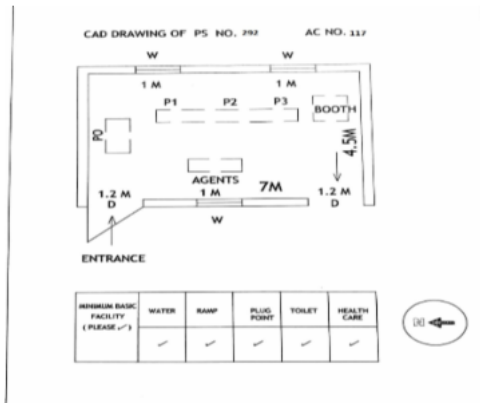 CAD DRAWING OF PS NO. 292 AC NO. 117
W W
1 M 1 M
P1 P2 P3
BOOTH
PO
4.5M
AGENTS
1.2 M 1 M 7M 1.2 M
D D
W
ENTRANCE
MINIMUM BASIC FACILITY ( PLEASE ✓ ) WATER RAMP PLUG POINT TOILET HEALTH CARE
✓ ✓ ✓ ✓ ✓